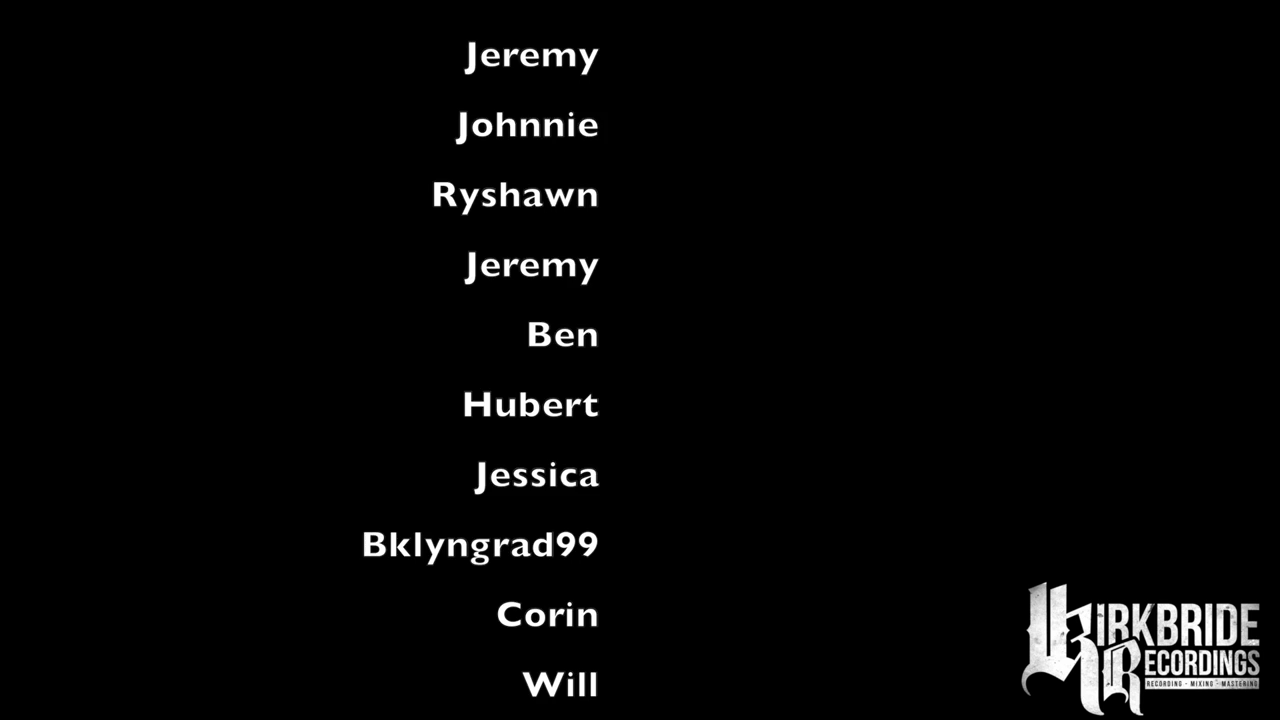 Jeremy
Johnnie
Ryshawn
Jeremy
Ben
Hubert
Jessica
Bklyngrad99
Corin
Will
KIRKBRIDE
RECORDINGS
RECORDING - MIXING - MASTERING